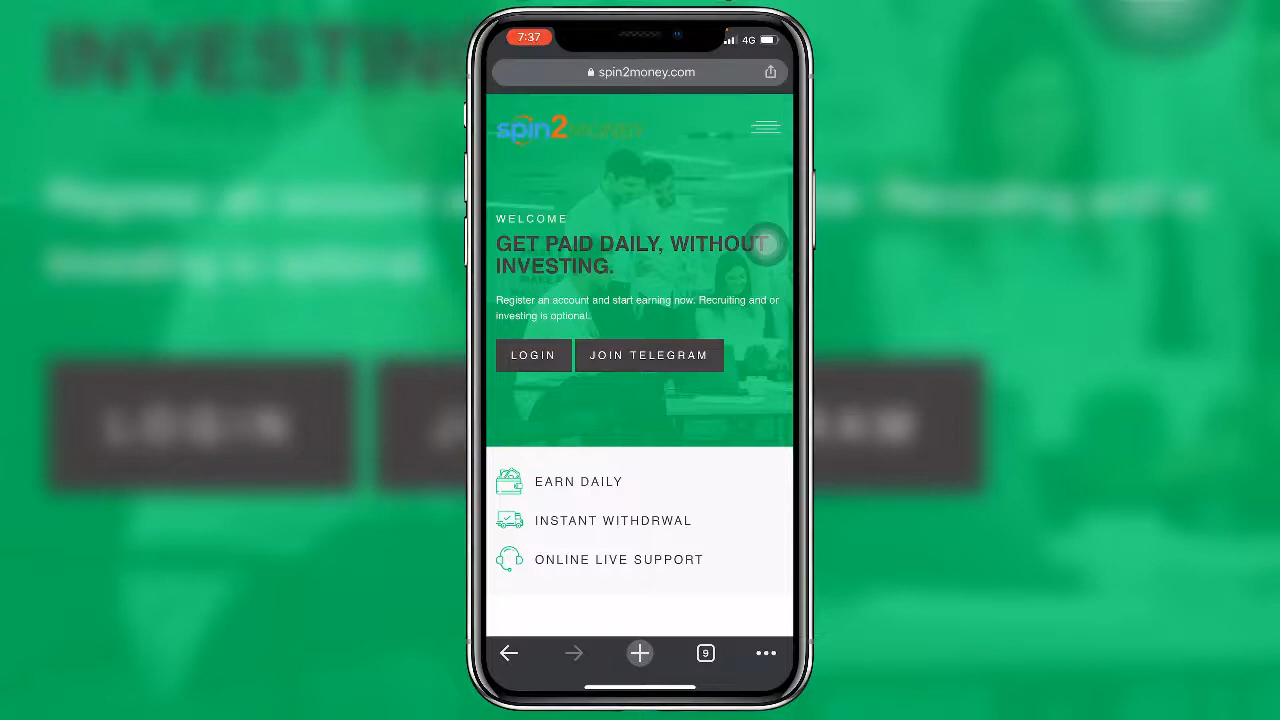 7:37
4G
spin2money.com
spin2MONEY
WELCOME
GET PAID DAILY, WITHOUT
INVESTING.
Register an account and start earning now. Recruiting and or
investing is optional.
LOGIN
JOIN TELEGRAM
EARN DAILY
INSTANT WITHDRWAL
ONLINE LIVE SUPPORT
9